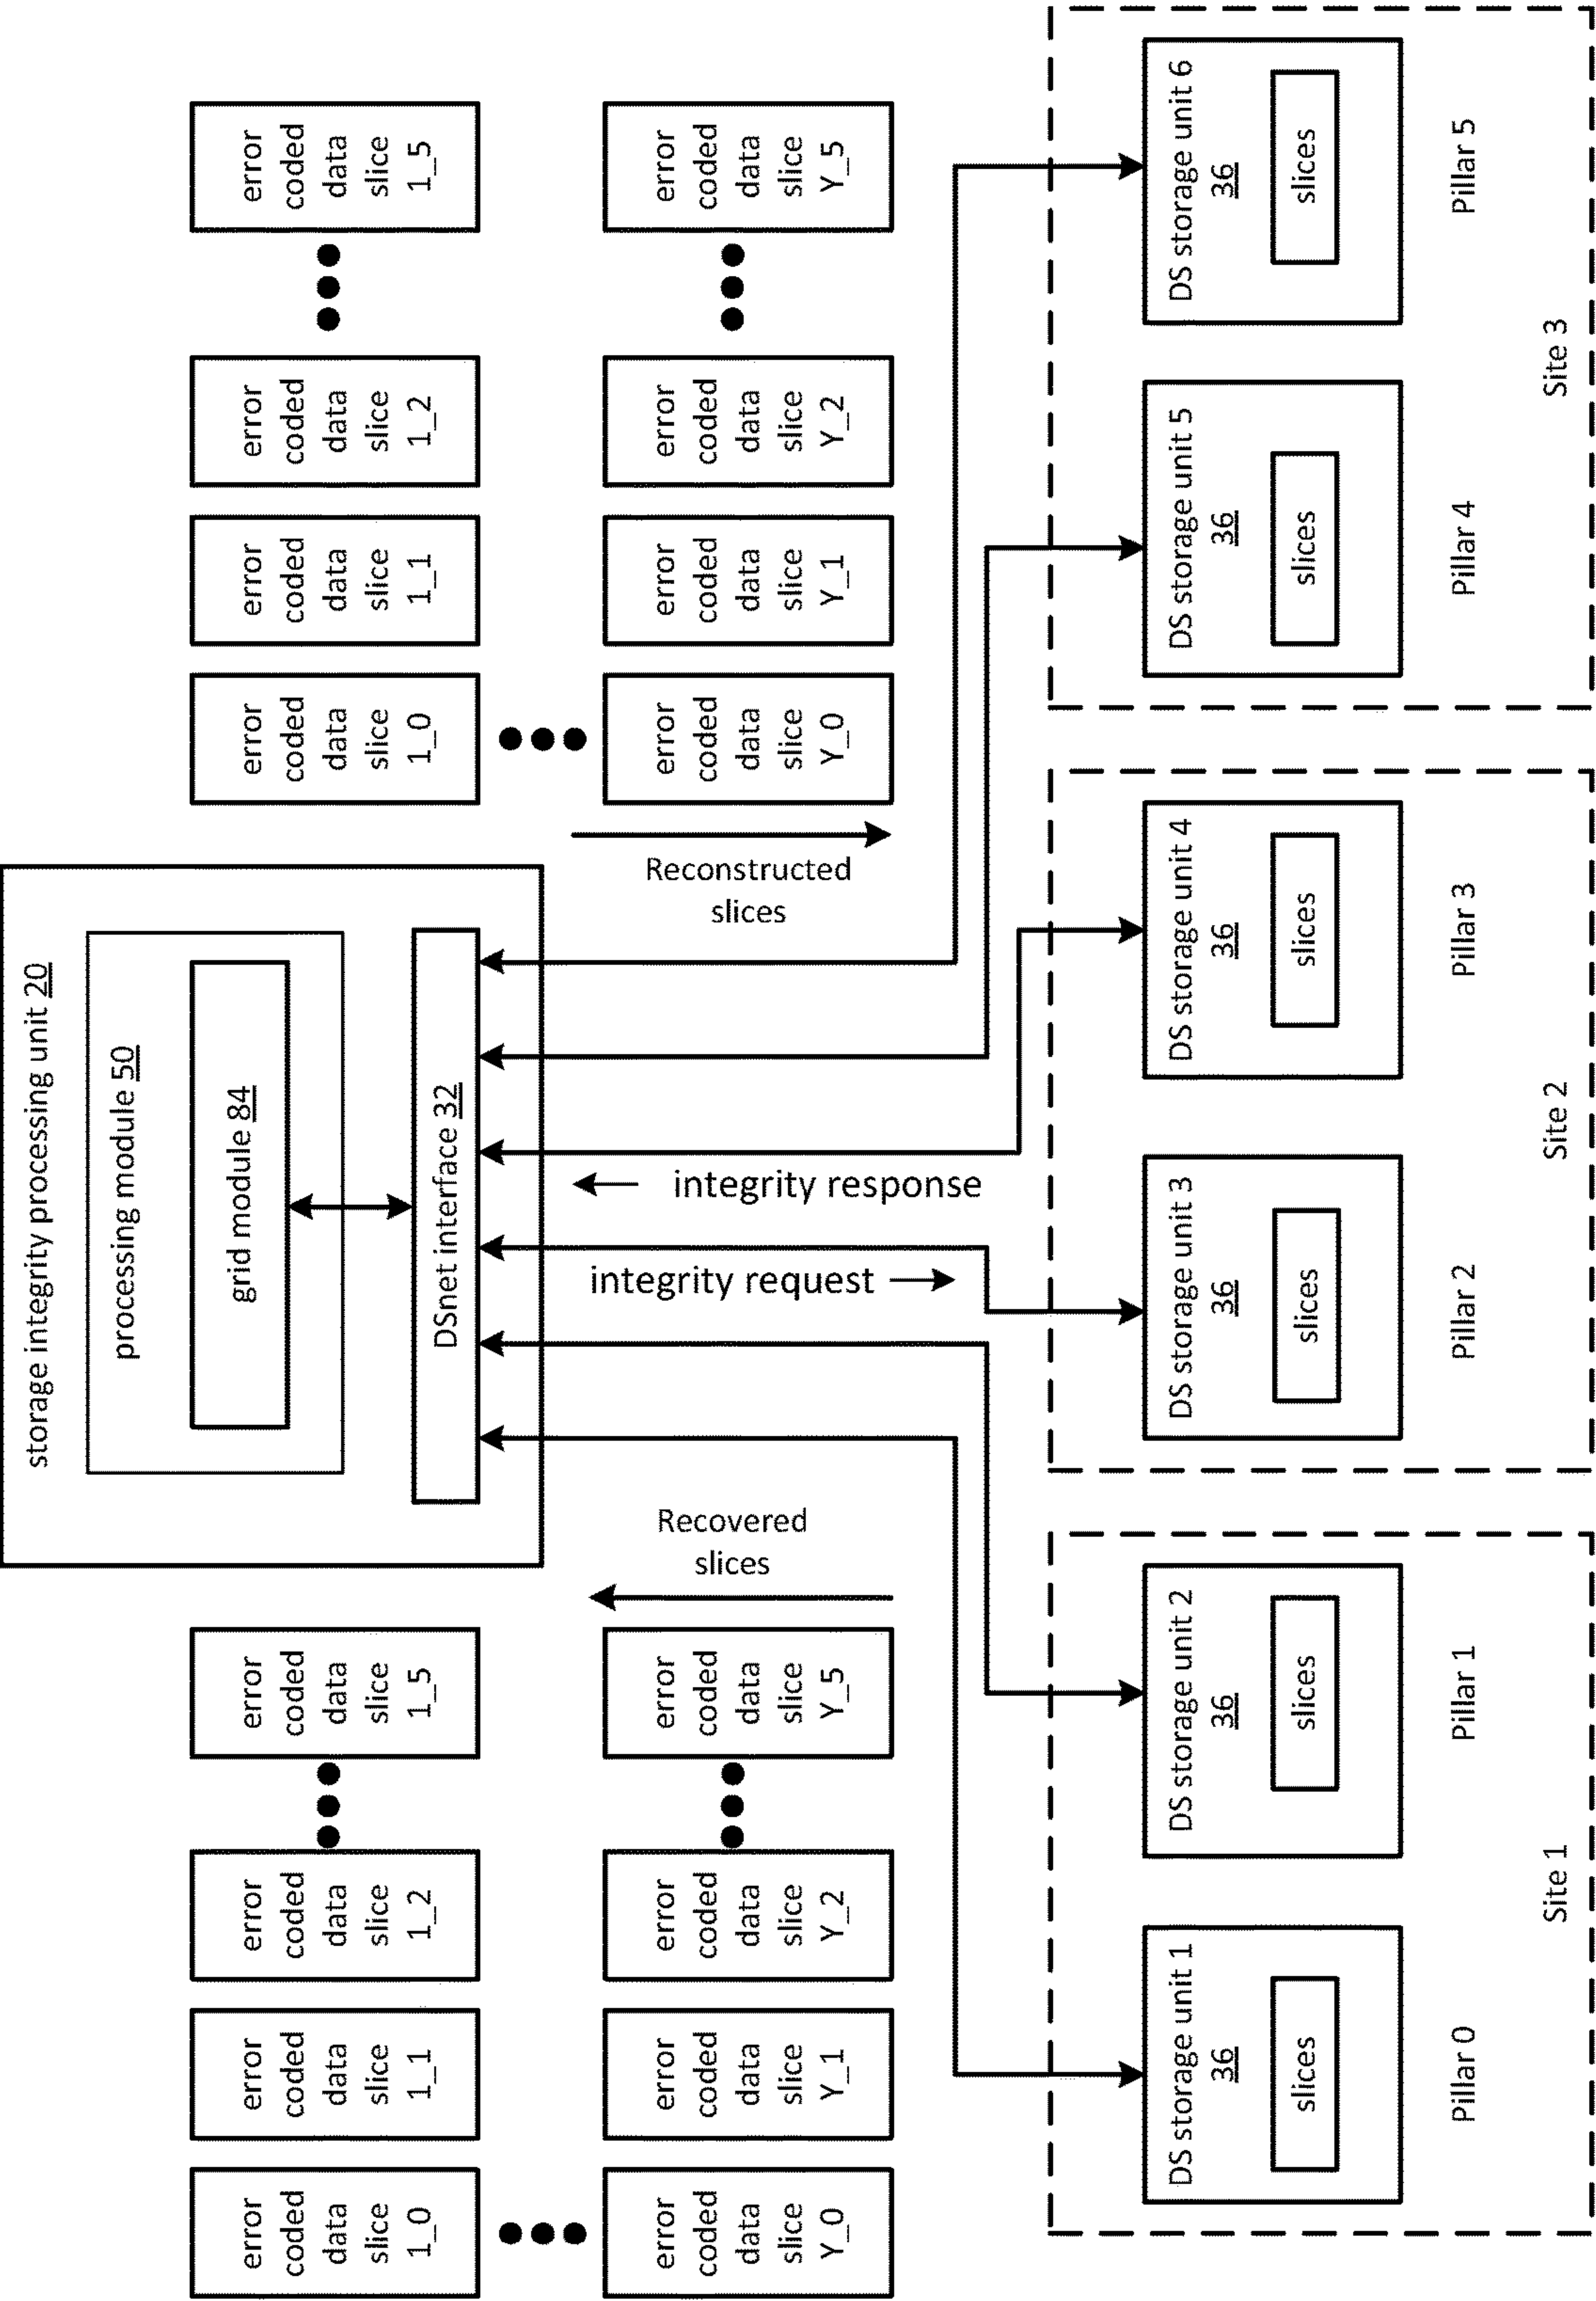 storage integrity processing unit 20
processing module 50
grid module 84
DSnet interface 32
error
coded
data
slice
1_0
error
coded
data
slice
1_1
error
coded
data
slice
1_2
error
coded
data
slice
1_5
error
coded
data
slice
Y_0
error
coded
data
slice
Y_1
error
coded
data
slice
Y_2
error
coded
data
slice
Y_5
Recovered
slices
integrity request
integrity response
Reconstructed
slices
error
coded
data
slice
1_0
error
coded
data
slice
1_1
error
coded
data
slice
1_2
error
coded
data
slice
1_5
error
coded
data
slice
Y_0
error
coded
data
slice
Y_1
error
coded
data
slice
Y_2
error
coded
data
slice
Y_5
DS storage unit 1
36
slices
Pillar 0
DS storage unit 2
36
slices
Pillar 1
Site 1
DS storage unit 3
36
slices
Pillar 2
DS storage unit 4
36
slices
Pillar 3
Site 2
DS storage unit 5
36
slices
Pillar 4
DS storage unit 6
36
slices
Pillar 5
Site 3